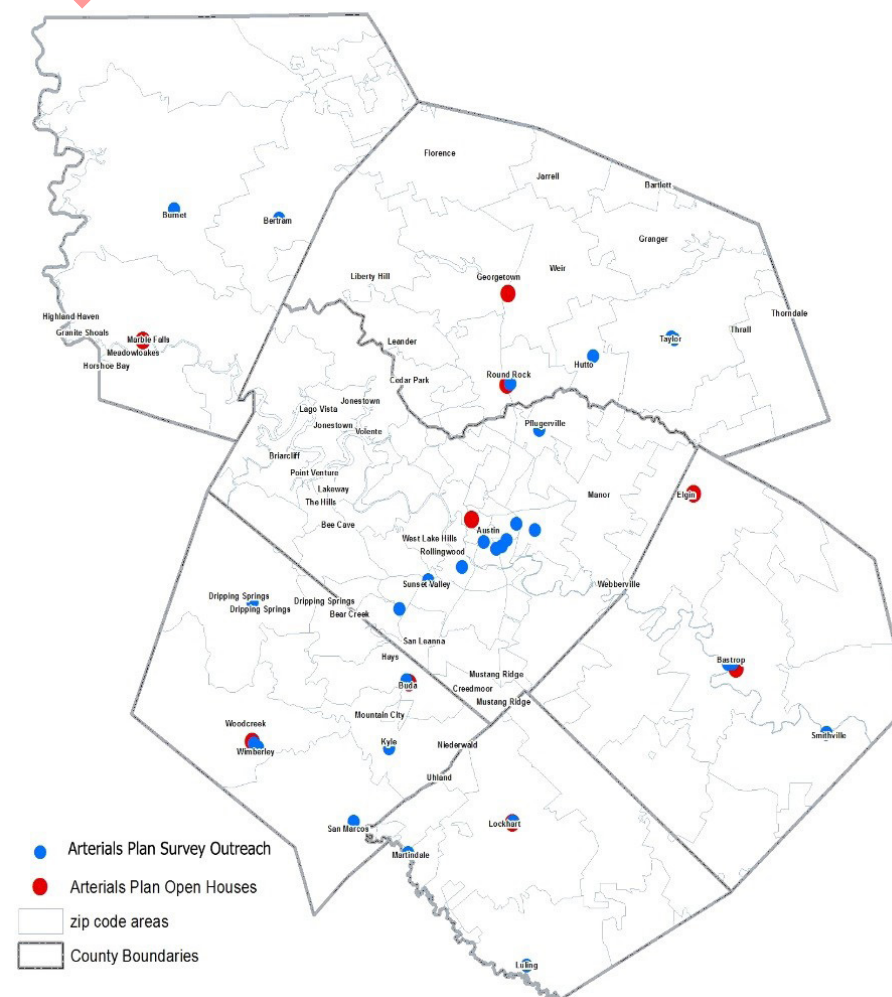 Florence
Jarrell
Bartlett
Burnet
Bertram
Granger
Weir
Georgetown
Liberty Hill
Thorndale
Highland Haven
Thrall
Granite Shoals
Marble Falls
Taylor
Leander
Meadowloakes
Hutto
Horshoe Bay
Round Rock
Cedar Park
Jonestown
Lago Vista
Jonestown
Volente
Pflugerville
Briarcliff
Point Venture
Lakeway
Manor
Elgin
The Hills
Bee Cave
Austin
West Lake Hills
Rollingwood
Sunset Valley
Webberville
Dripping Springs
Dripping Springs
Dripping Springs
Bear Creek
San Leanna
Hays
Bastrop
Mustang Ridge
Buda
Creedmoor
Mustang Ridge
Mountain City
Woodcreek
Smithville
Kyle
Niederwald
Wimberley
Uhland
Lockhart
San Marcos
Martindale
Luling
Arterials Plan Survey Outreach
Arterials Plan Open Houses
zip code areas
County Boundaries